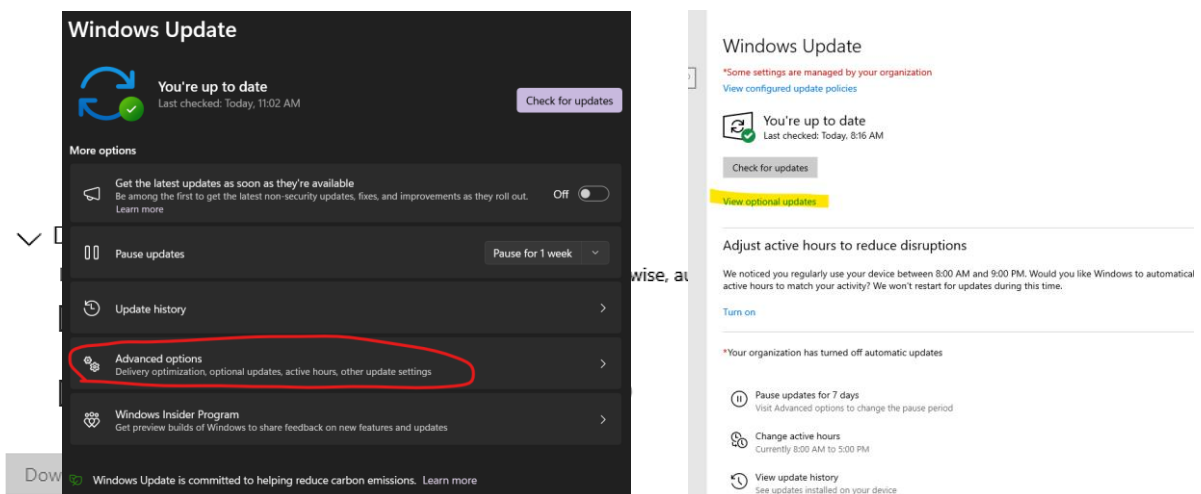 Windows Update
You're up to date
Last checked: Today, 11:02 AM
Check for updates
More options
Get the latest updates as soon as they're available
Be among the first to get the latest non-security updates, fixes, and improvements as they roll out.
Learn more
Off
Pause updates
Pause for 1 week
Update history
Advanced options
Delivery optimization, optional updates, active hours, other update settings
Windows Insider Program
Get preview builds of Windows to share feedback on new features and updates
Windows Update is committed to helping reduce carbon emissions. Learn more
Dow
wise, au
Windows Update
*Some settings are managed by your organization
View configured update policies
You're up to date
Last checked: Today, 8:16 AM
Check for updates
View optional updates
Adjust active hours to reduce disruptions
We noticed you regularly use your device between 8:00 AM and 9:00 PM. Would you like Windows to automatical
active hours to match your activity? We won't restart for updates during this time.
Turn on
*Your organization has turned off automatic updates
Pause updates for 7 days
Visit Advanced options to change the pause period
Change active hours
Currently 8:00 AM to 5:00 PM
View update history
See updates installed on your device